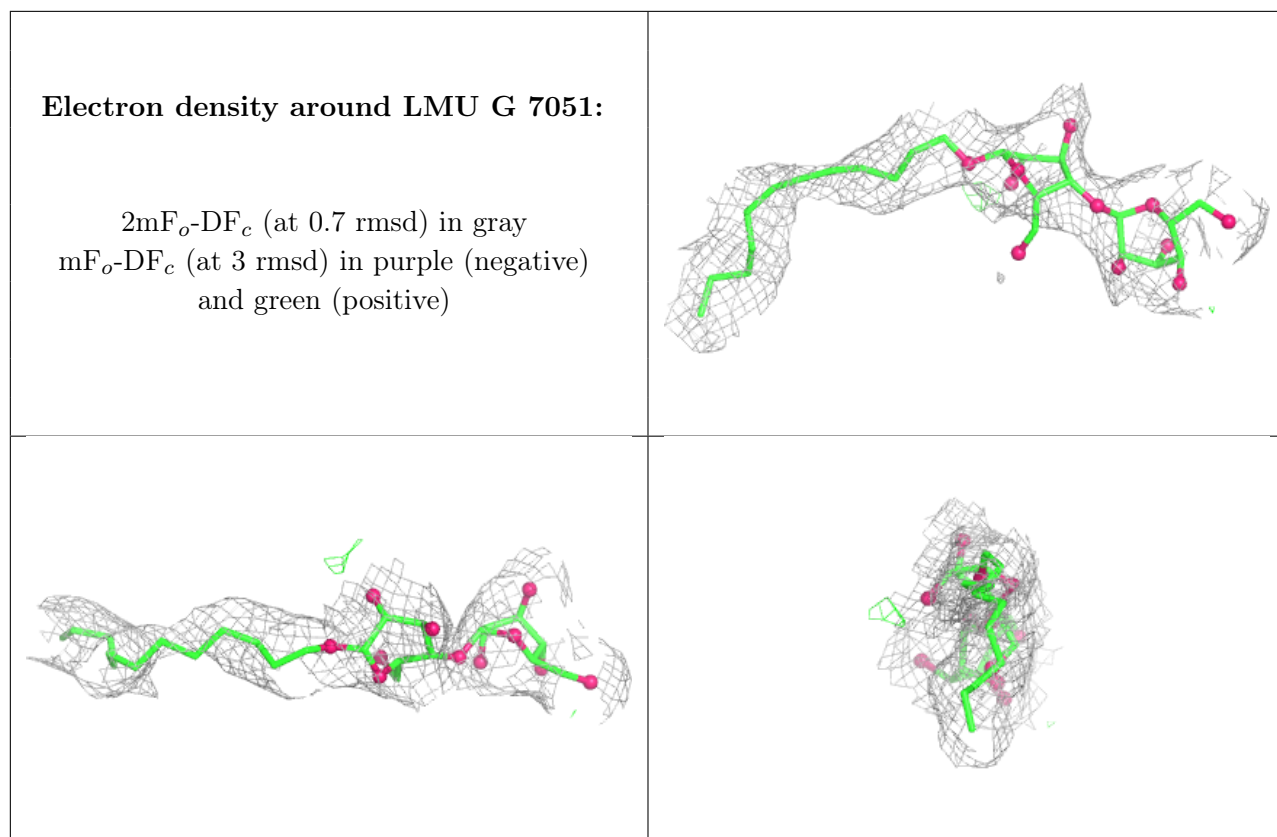 Electron density around LMU G 7051:
2mFo-DFc (at 0.7 rmsd) in gray
mFo-DFc (at 3 rmsd) in purple (negative)
and green (positive)